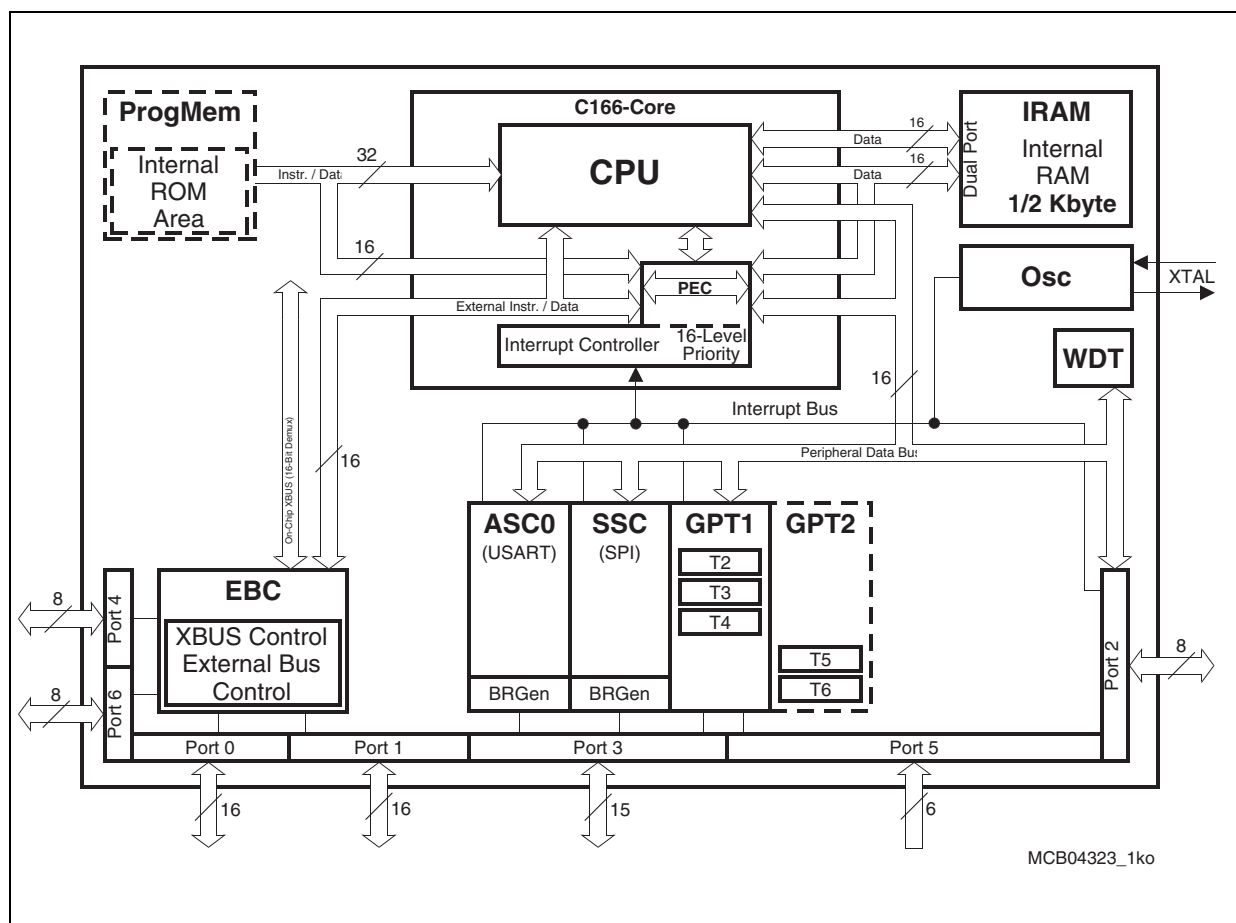 ProgMem
Internal
ROM
Area
C166-Core
CPU
IRAM
Dual Port
Internal
RAM
1/2 Kbyte
16
Data
16
Data
32
Instr. / Data
16
PEC
External Instr. / Data
Interrupt Controller
16-Level
Priority
Osc
XTAL
WDT
16
Interrupt Bus
Peripheral Data Bus
On-Chip XBUS (16-Bit Demux)
16
ASC0
(USART)
BRGen
SSC
(SPI)
BRGen
GPT1
T2
T3
T4
GPT2
T5
T6
EBC
XBUS Control
External Bus
Control
8
Port 4
8
Port 6
Port 2
8
Port 0
Port 1
Port 3
Port 5
16
16
15
6
MCB04323_1ko